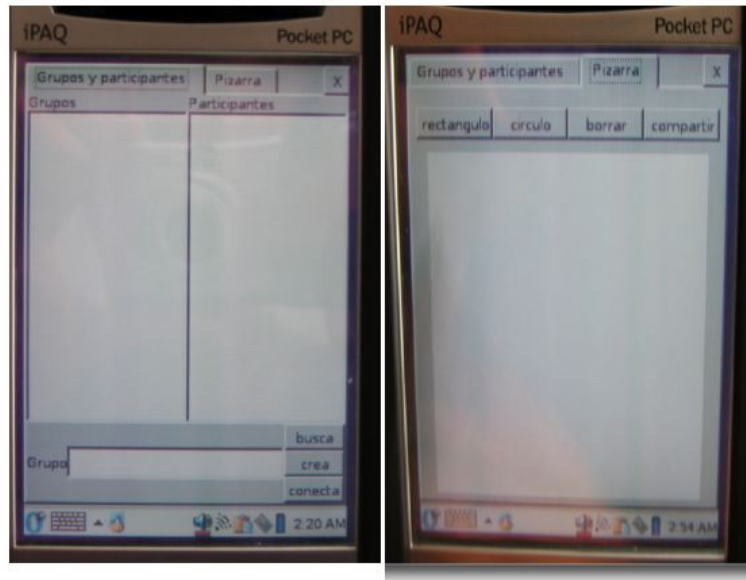 iPAQ
Pocket PC
Grupos y participantes Pizarra X
Grupos Participantes
busca
Grupo crea
conecta
2:20 AM
iPAQ
Pocket PC
Grupos y participantes Pizarra X
rectangulo circulo borrar compartir
2:54 AM